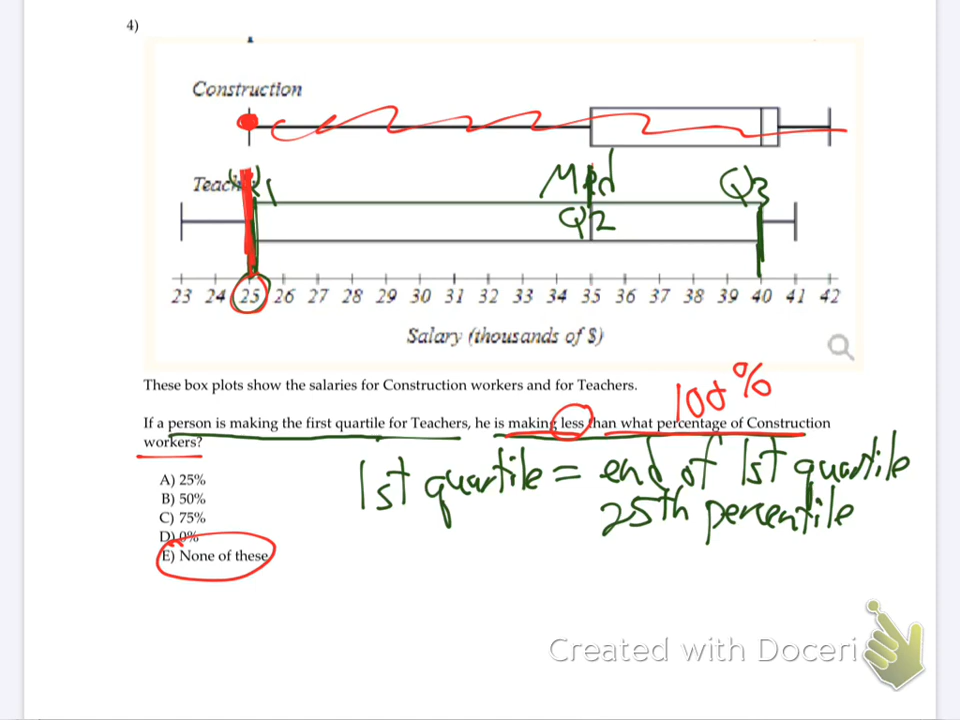 4)
Construction
Teach
Q1
Med
Q2
Q3
23 24 25 26 27 28 29 30 31 32 33 34 35 36 37 38 39 40 41 42
Salary (thousands of $)
These box plots show the salaries for Construction workers and for Teachers.
100%
If a person is making the first quartile for Teachers, he is making less than what percentage of Construction
workers?
1st quartile = end of 1st quartile
25th percentile
A) 25%
B) 50%
C) 75%
D) 0%
E) None of these
Created with Doceri